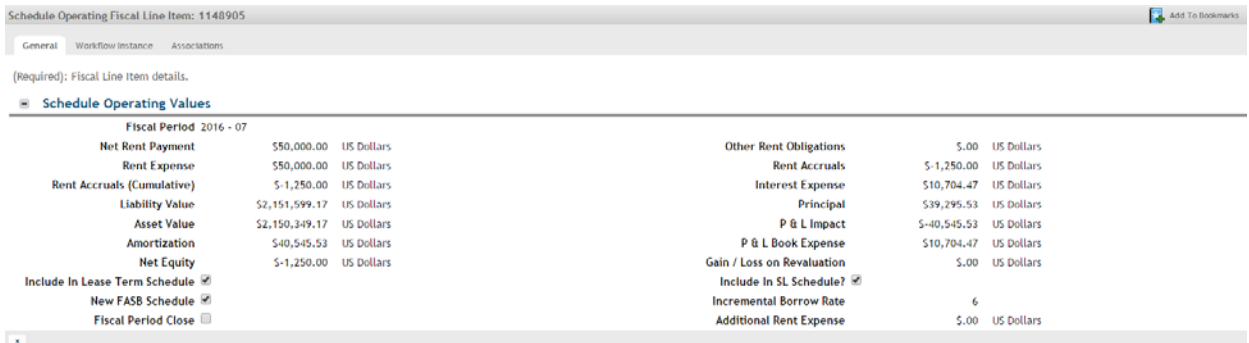 Schedule Operating Fiscal Line Item: 1148905 Add To Bookmarks
General Workflow Instance Associations
(Required): Fiscal Line Item details.
Schedule Operating Values
Fiscal Period 2016 - 07
Net Rent Payment $50,000.00 US Dollars Other Rent Obligations $.00 US Dollars
Rent Expense $50,000.00 US Dollars Rent Accruals $-1,250.00 US Dollars
Rent Accruals (Cumulative) $-1,250.00 US Dollars Interest Expense $10,704.47 US Dollars
Liability Value $2,151,599.17 US Dollars Principal $39,295.53 US Dollars
Asset Value $2,150,349.17 US Dollars P & L Impact $-40,545.53 US Dollars
Amortization $40,545.53 US Dollars P & L Book Expense $10,704.47 US Dollars
Net Equity $-1,250.00 US Dollars Gain / Loss on Revaluation $.00 US Dollars
Include In Lease Term Schedule Include In SL Schedule?
New FASB Schedule Incremental Borrow Rate 6
Fiscal Period Close Additional Rent Expense $.00 US Dollars